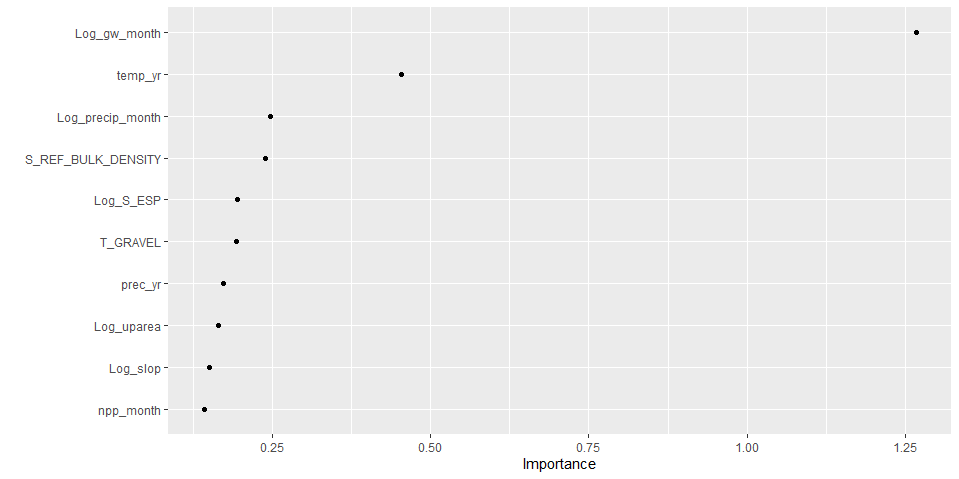 Log_gw_month
temp_yr
Log_precip_month
S_REF_BULK_DENSITY
Log_S_ESP
T_GRAVEL
prec_yr
Log_uparea
Log_slop
npp_month
0.25 0.50 0.75 1.00 1.25
Importance